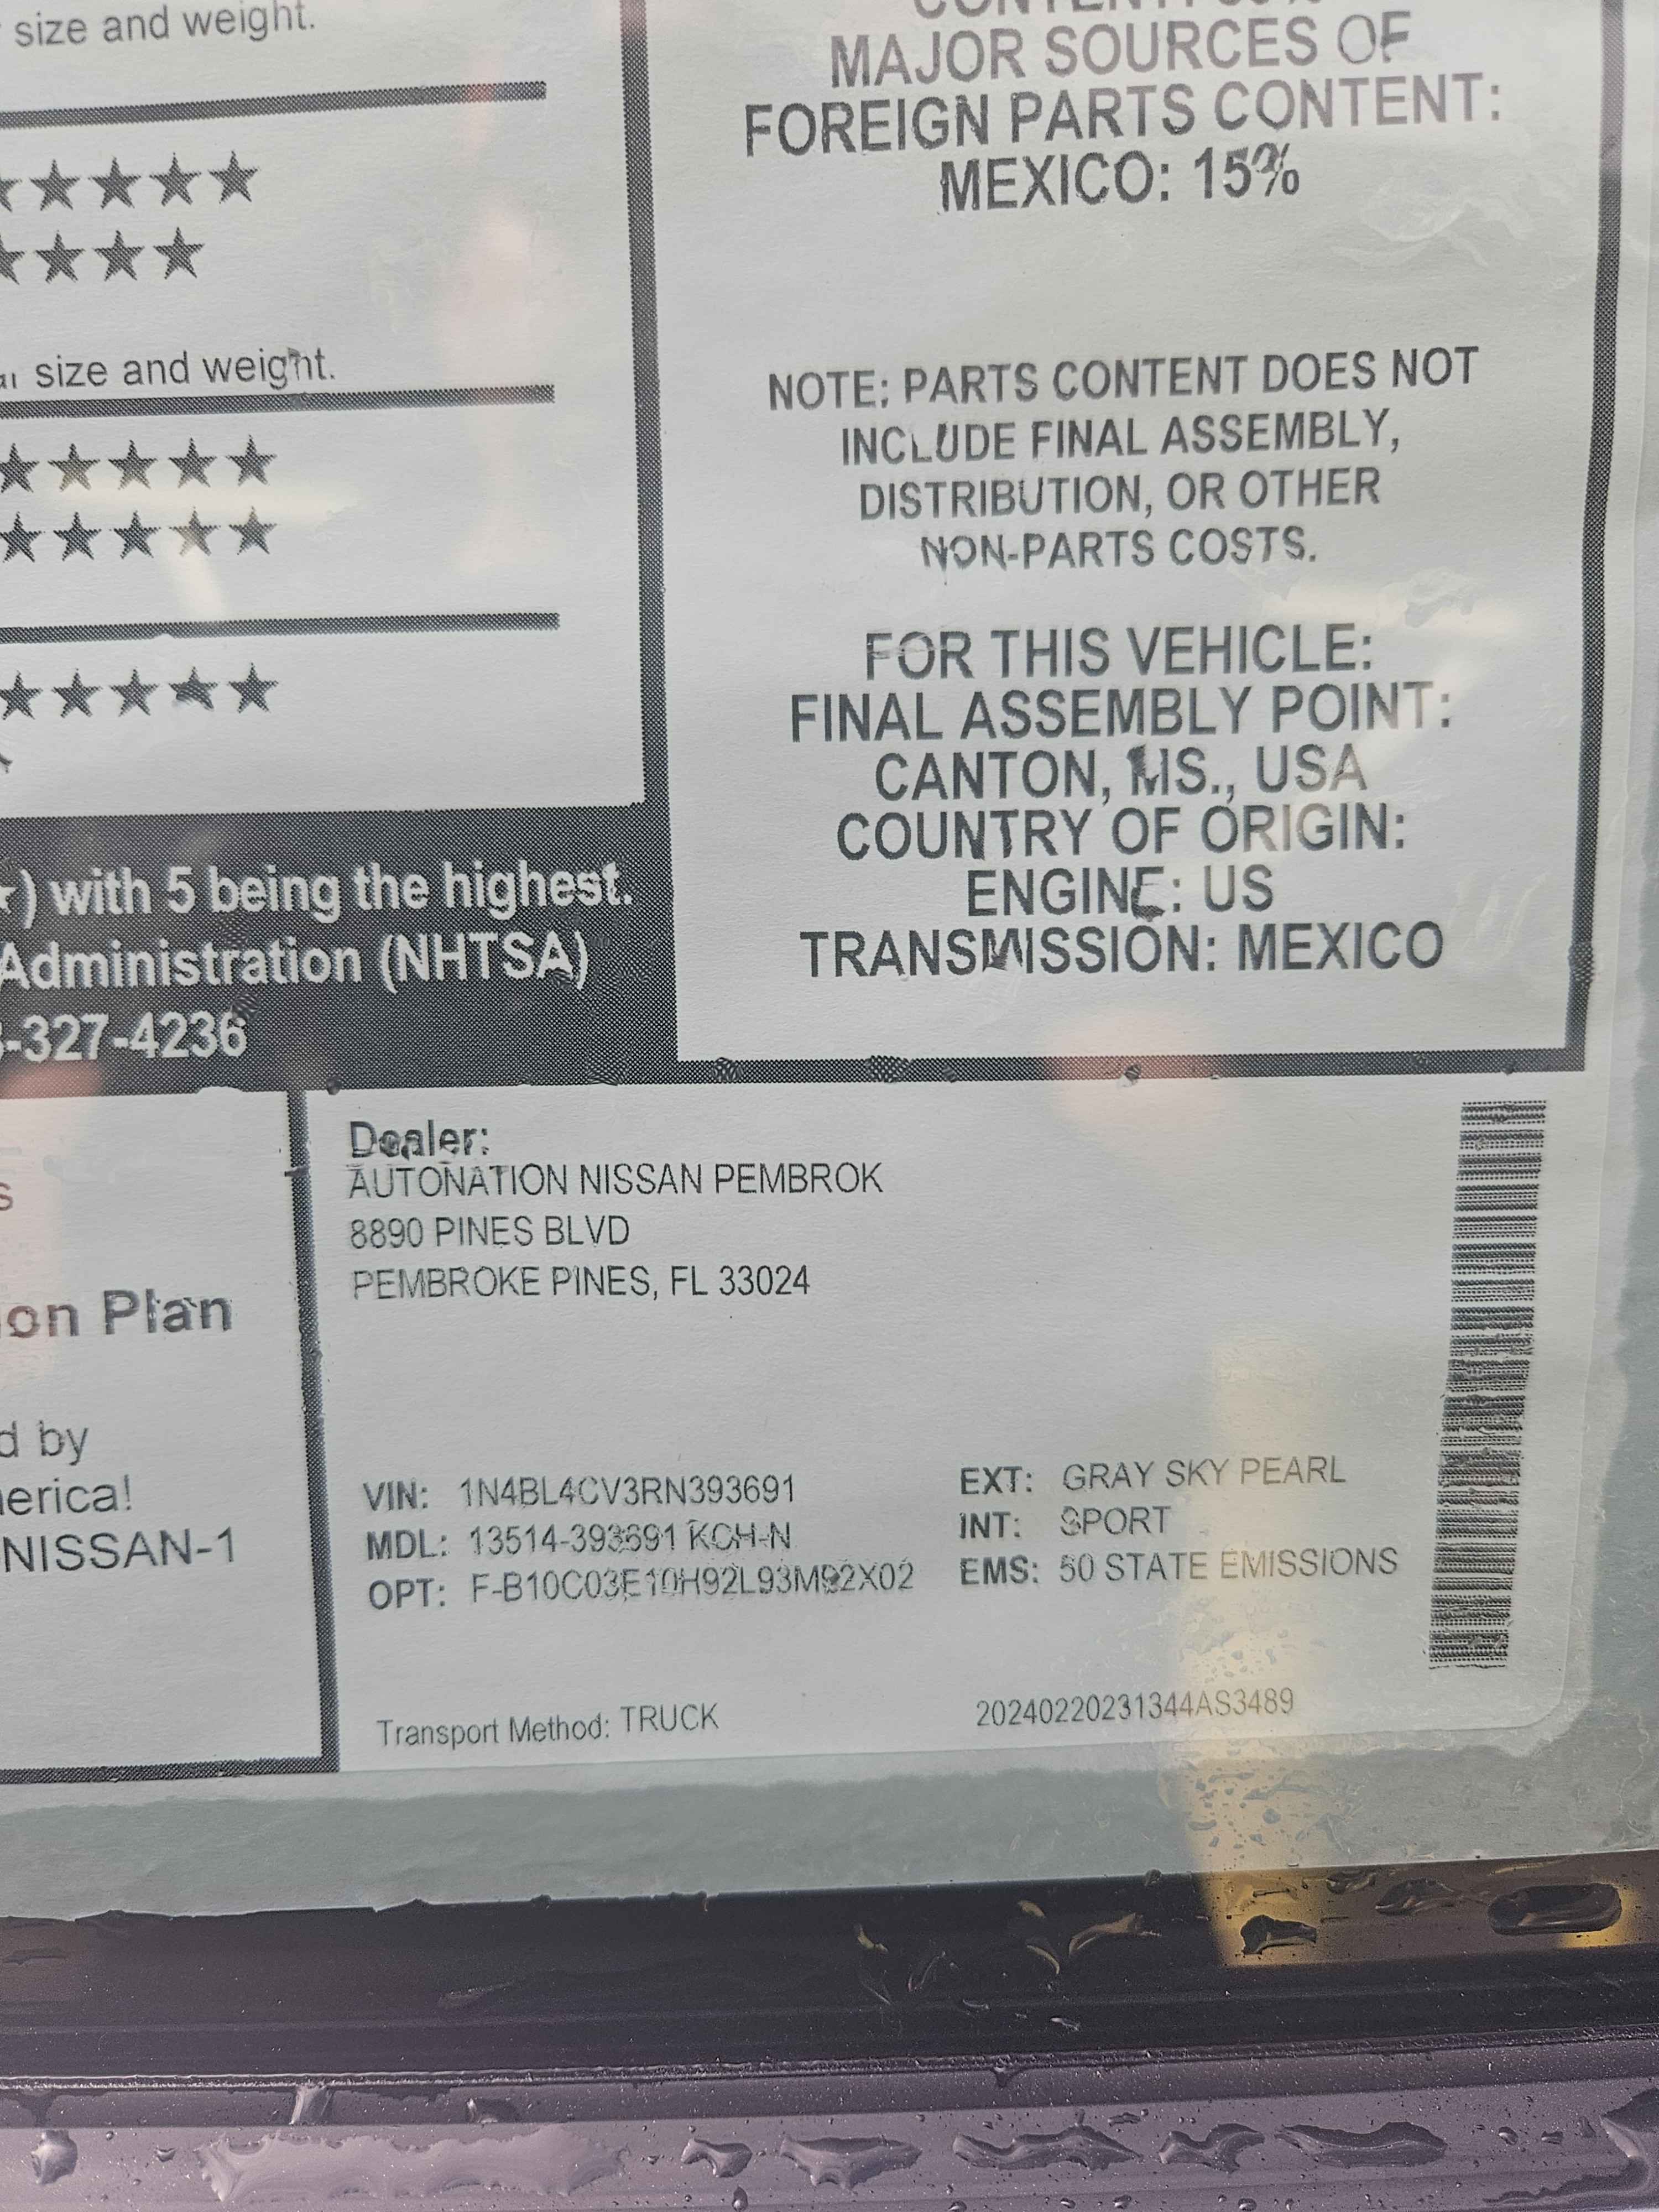 size and weight.
★★★★★
★★★★
size and weight.
★★★★★
★★★★★
★★★★★
) with 5 being the highest.
Administration (NHTSA)
-327-4236
MAJOR SOURCES OF
FOREIGN PARTS CONTENT:
MEXICO: 15%
NOTE: PARTS CONTENT DOES NOT
INCLUDE FINAL ASSEMBLY,
DISTRIBUTION, OR OTHER
NON-PARTS COSTS.
FOR THIS VEHICLE:
FINAL ASSEMBLY POINT:
CANTON, MS., USA
COUNTRY OF ORIGIN:
ENGINE: US
TRANSMISSION: MEXICO
s
on Plan
d by
erica!
NISSAN-1
Dealer:
AUTONATION NISSAN PEMBROK
8890 PINES BLVD
PEMBROKE PINES, FL 33024
VIN: 1N4BL4CV3RN393691
MDL: 13514-393691 KCH-N
OPT: F-B10C03E10H92L93M92X02
EXT: GRAY SKY PEARL
INT: SPORT
EMS: 50 STATE EMISSIONS
Transport Method: TRUCK
20240220231344AS3489